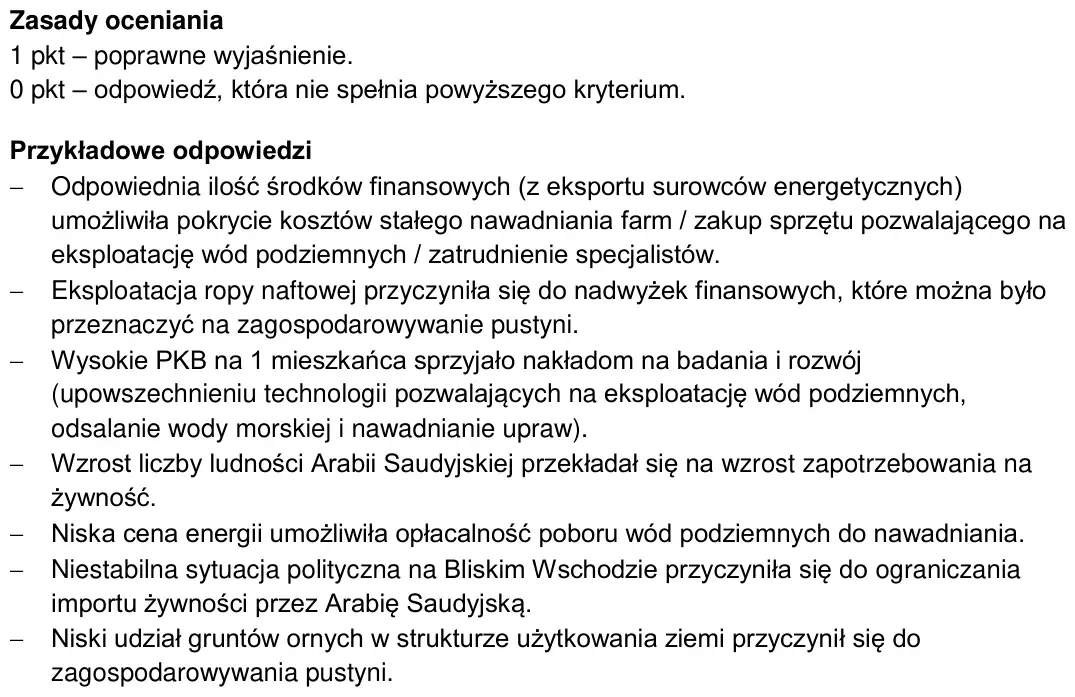 Zasady oceniania
1 pkt – poprawne wyjaśnienie.
0 pkt – odpowiedź, która nie spełnia powyższego kryterium.
Przykładowe odpowiedzi
– Odpowiednia ilość środków finansowych (z eksportu surowców energetycznych)
umożliwiła pokrycie kosztów stałego nawadniania farm / zakup sprzętu pozwalającego na
eksploatację wód podziemnych / zatrudnienie specjalistów.
– Eksploatacja ropy naftowej przyczyniła się do nadwyżek finansowych, które można było
przeznaczyć na zagospodarowywanie pustyni.
– Wysokie PKB na 1 mieszkańca sprzyjało nakładom na badania i rozwój
(upowszechnieniu technologii pozwalających na eksploatację wód podziemnych,
odsalanie wody morskiej i nawadnianie upraw).
– Wzrost liczby ludności Arabii Saudyjskiej przekładał się na wzrost zapotrzebowania na
żywność.
– Niska cena energii umożliwiła opłacalność poboru wód podziemnych do nawadniania.
– Niestabilna sytuacja polityczna na Bliskim Wschodzie przyczyniła się do ograniczania
importu żywności przez Arabię Saudyjską.
– Niski udział gruntów ornych w strukturze użytkowania ziemi przyczynił się do
zagospodarowywania pustyni.